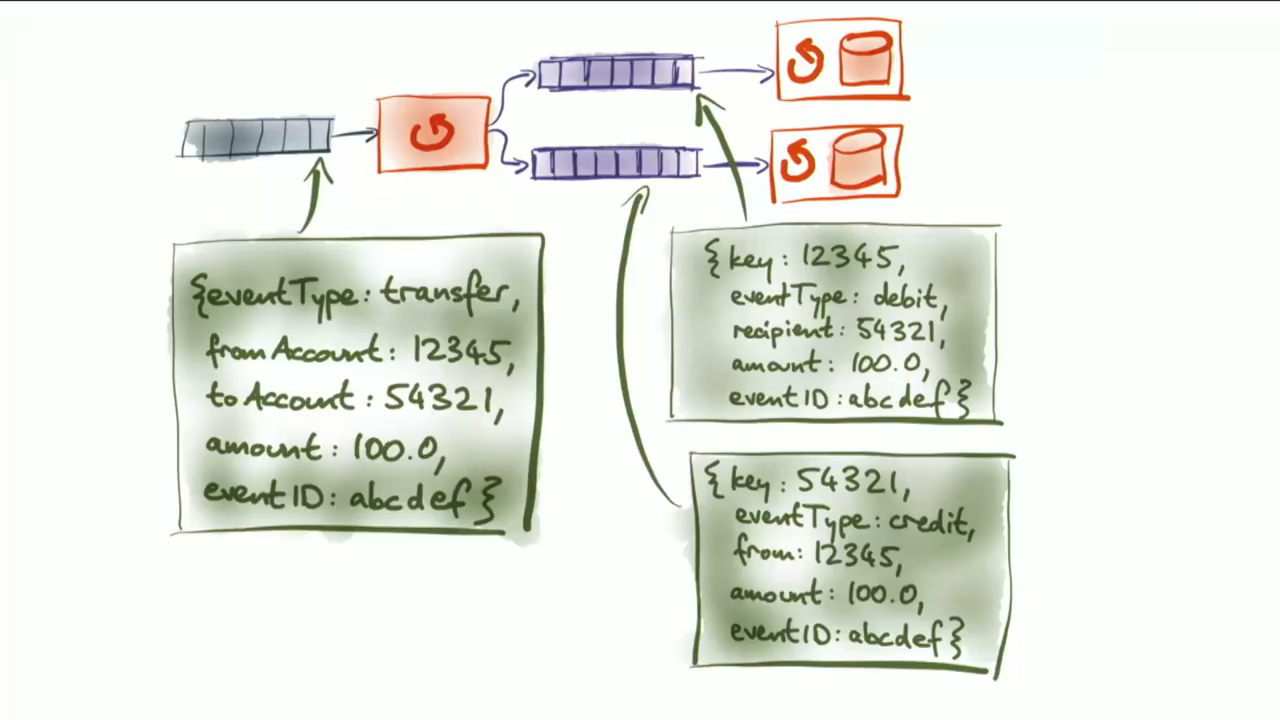 {eventType: transfer,
fromAccount: 12345,
toAccount: 54321,
amount: 100.0,
eventID: abcdef}
{key: 12345,
eventType: debit,
recipient: 54321,
amount: 100.0,
eventID: abcdef}
{key: 54321,
eventType: credit,
from: 12345,
amount: 100.0,
eventID: abcdef}